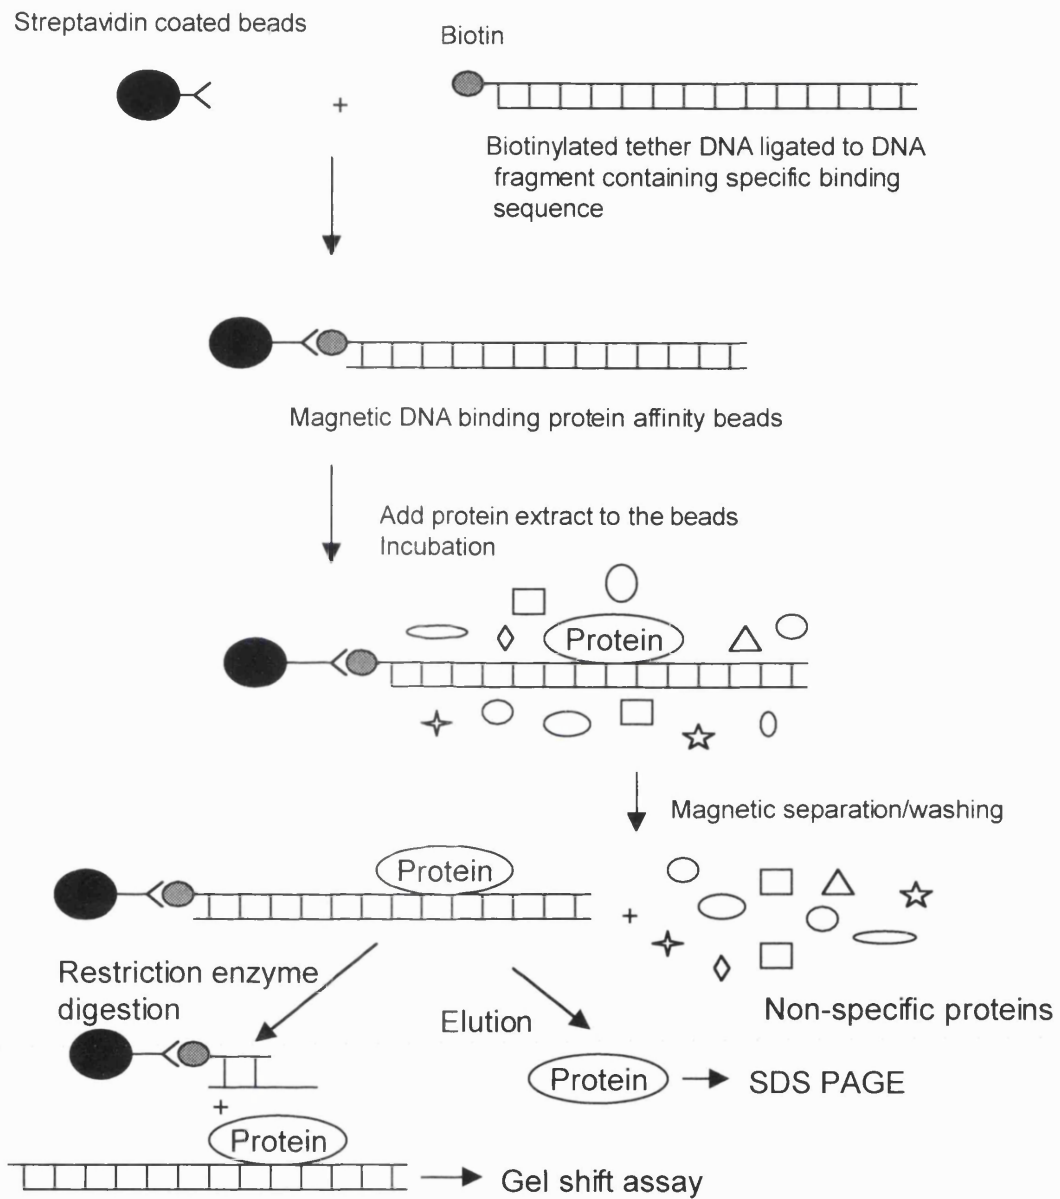 Streptavidin coated beads
Biotin
+
Biotinylated tether DNA ligated to DNA
fragment containing specific binding
sequence
Magnetic DNA binding protein affinity beads
Add protein extract to the beads
Incubation
Protein
Magnetic separation/washing
Protein
+
Restriction enzyme
digestion
Elution
Non-specific proteins
Protein
SDS PAGE
+
Protein
Gel shift assay